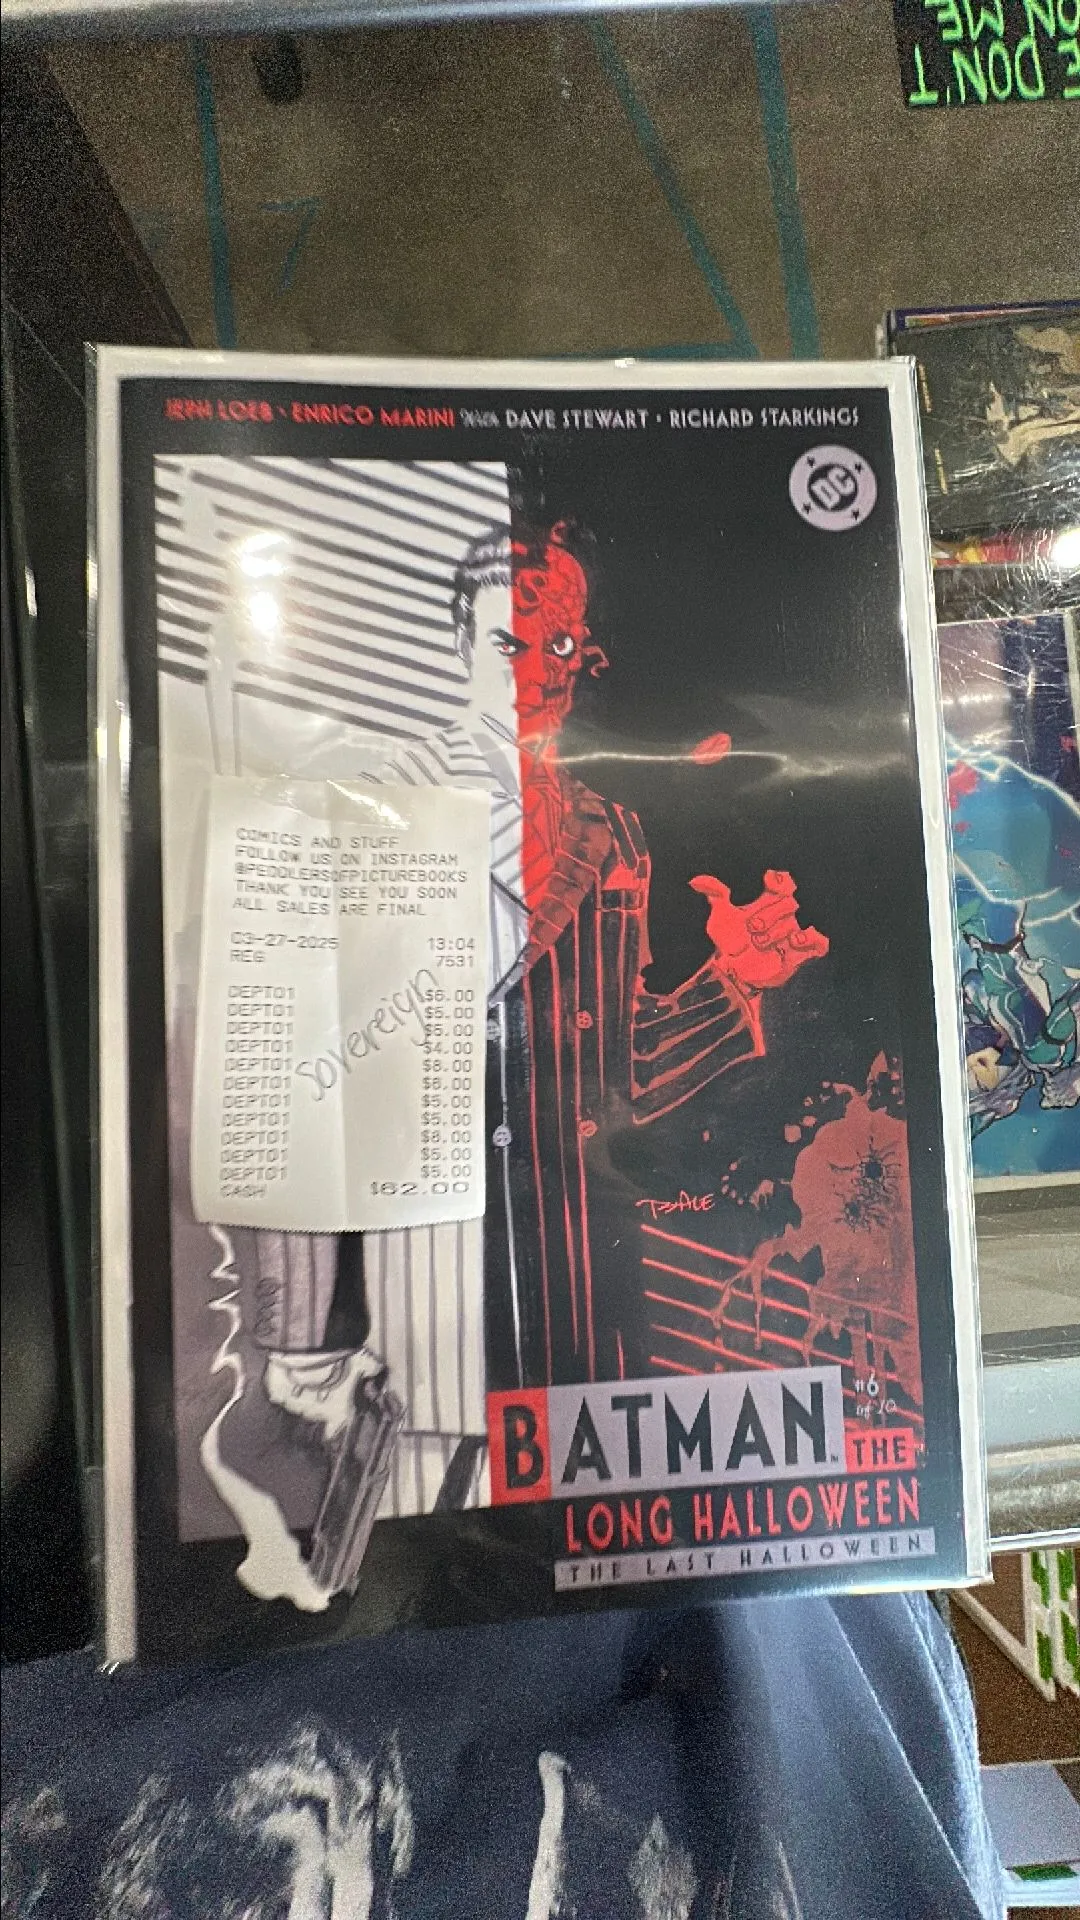 JEPH LOEB • ENRICO MARINI WITH DAVE STEWART • RICHARD STARKINGS
DC
COMICS AND STUFF
FOLLOW US ON INSTAGRAM
@PEDDLERSOFPICTUREBOOKS
THANK YOU SEE YOU SOON
ALL SALES ARE FINAL
03-27-2025 13:04
REG 7531
DEPT01 $6.00
DEPT01 $5.00
DEPT01 $5.00
DEPT01 $4.00
DEPT01 $8.00
DEPT01 $6.00
DEPT01 $5.00
DEPT01 $5.00
DEPT01 $8.00
DEPT01 $5.00
DEPT01 $5.00
CASH $62.00
Sovereign
BALE
#6
of 10
BATMAN THE
LONG HALLOWEEN
THE LAST HALLOWEEN
DON'T
ON ME